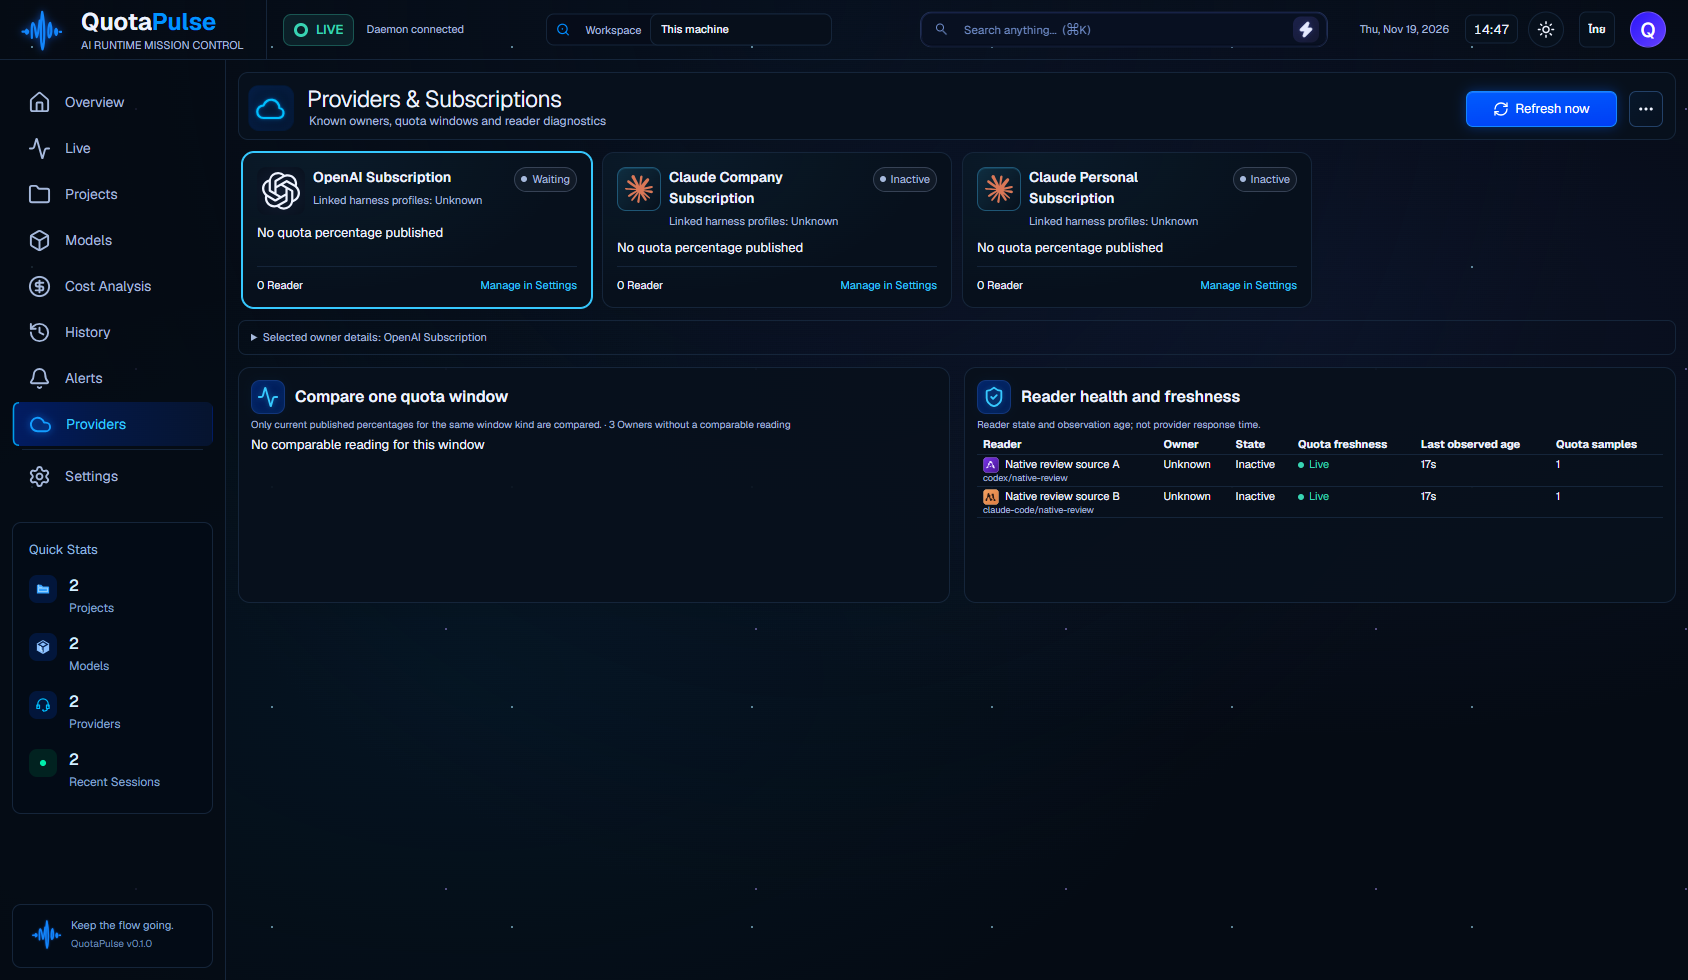 QuotaPulse
AI RUNTIME MISSION CONTROL
LIVE
Daemon connected
Workspace
This machine
Search anything... (⌘K)
Thu, Nov 19, 2026
14:47
ไทย
Q
Overview
Live
Projects
Models
Cost Analysis
History
Alerts
Providers
Settings
Quick Stats
2
Projects
2
Models
2
Providers
2
Recent Sessions
Keep the flow going.
QuotaPulse v0.1.0
Providers & Subscriptions
Known owners, quota windows and reader diagnostics
Refresh now
OpenAI Subscription
Waiting
Linked harness profiles: Unknown
No quota percentage published
0 Reader
Manage in Settings
Claude Company
Subscription
Inactive
Linked harness profiles: Unknown
No quota percentage published
0 Reader
Manage in Settings
Claude Personal
Subscription
Inactive
Linked harness profiles: Unknown
No quota percentage published
0 Reader
Manage in Settings
Selected owner details: OpenAI Subscription
Compare one quota window
Only current published percentages for the same window kind are compared. · 3 Owners without a comparable reading
No comparable reading for this window
Reader health and freshness
Reader state and observation age; not provider response time.
Reader Owner State Quota freshness Last observed age Quota samples
Native review source A Unknown Inactive Live 17s 1
codex/native-review
Native review source B Unknown Inactive Live 17s 1
claude-code/native-review